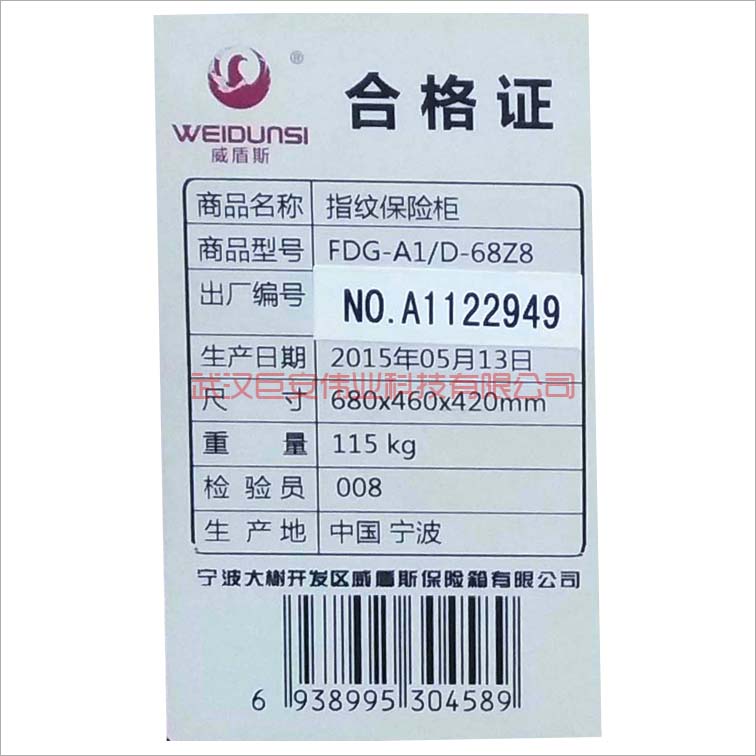 ®
合格证
WEIDUNSI
威盾斯
商品名称 指纹保险柜
商品型号 FDG-A1/D-68Z8
出厂编号 NO.A1122949
生产日期 2015年05月13日
武汉巨安伟业科技有限公司
尺 寸 680x460x420mm
重 量 115 kg
检验员 008
生产地 中国 宁波
宁波大榭开发区威盾斯保险箱有限公司
6 938995 304589